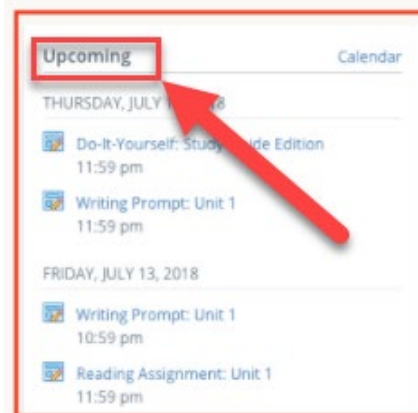 Upcoming
Calendar
THURSDAY, JULY 8
Do-It-Yourself: Study Edition
11:59 pm
Writing Prompt: Unit 1
11:59 pm
FRIDAY, JULY 13, 2018
Writing Prompt: Unit 1
10:59 pm
Reading Assignment: Unit 1
11:59 pm